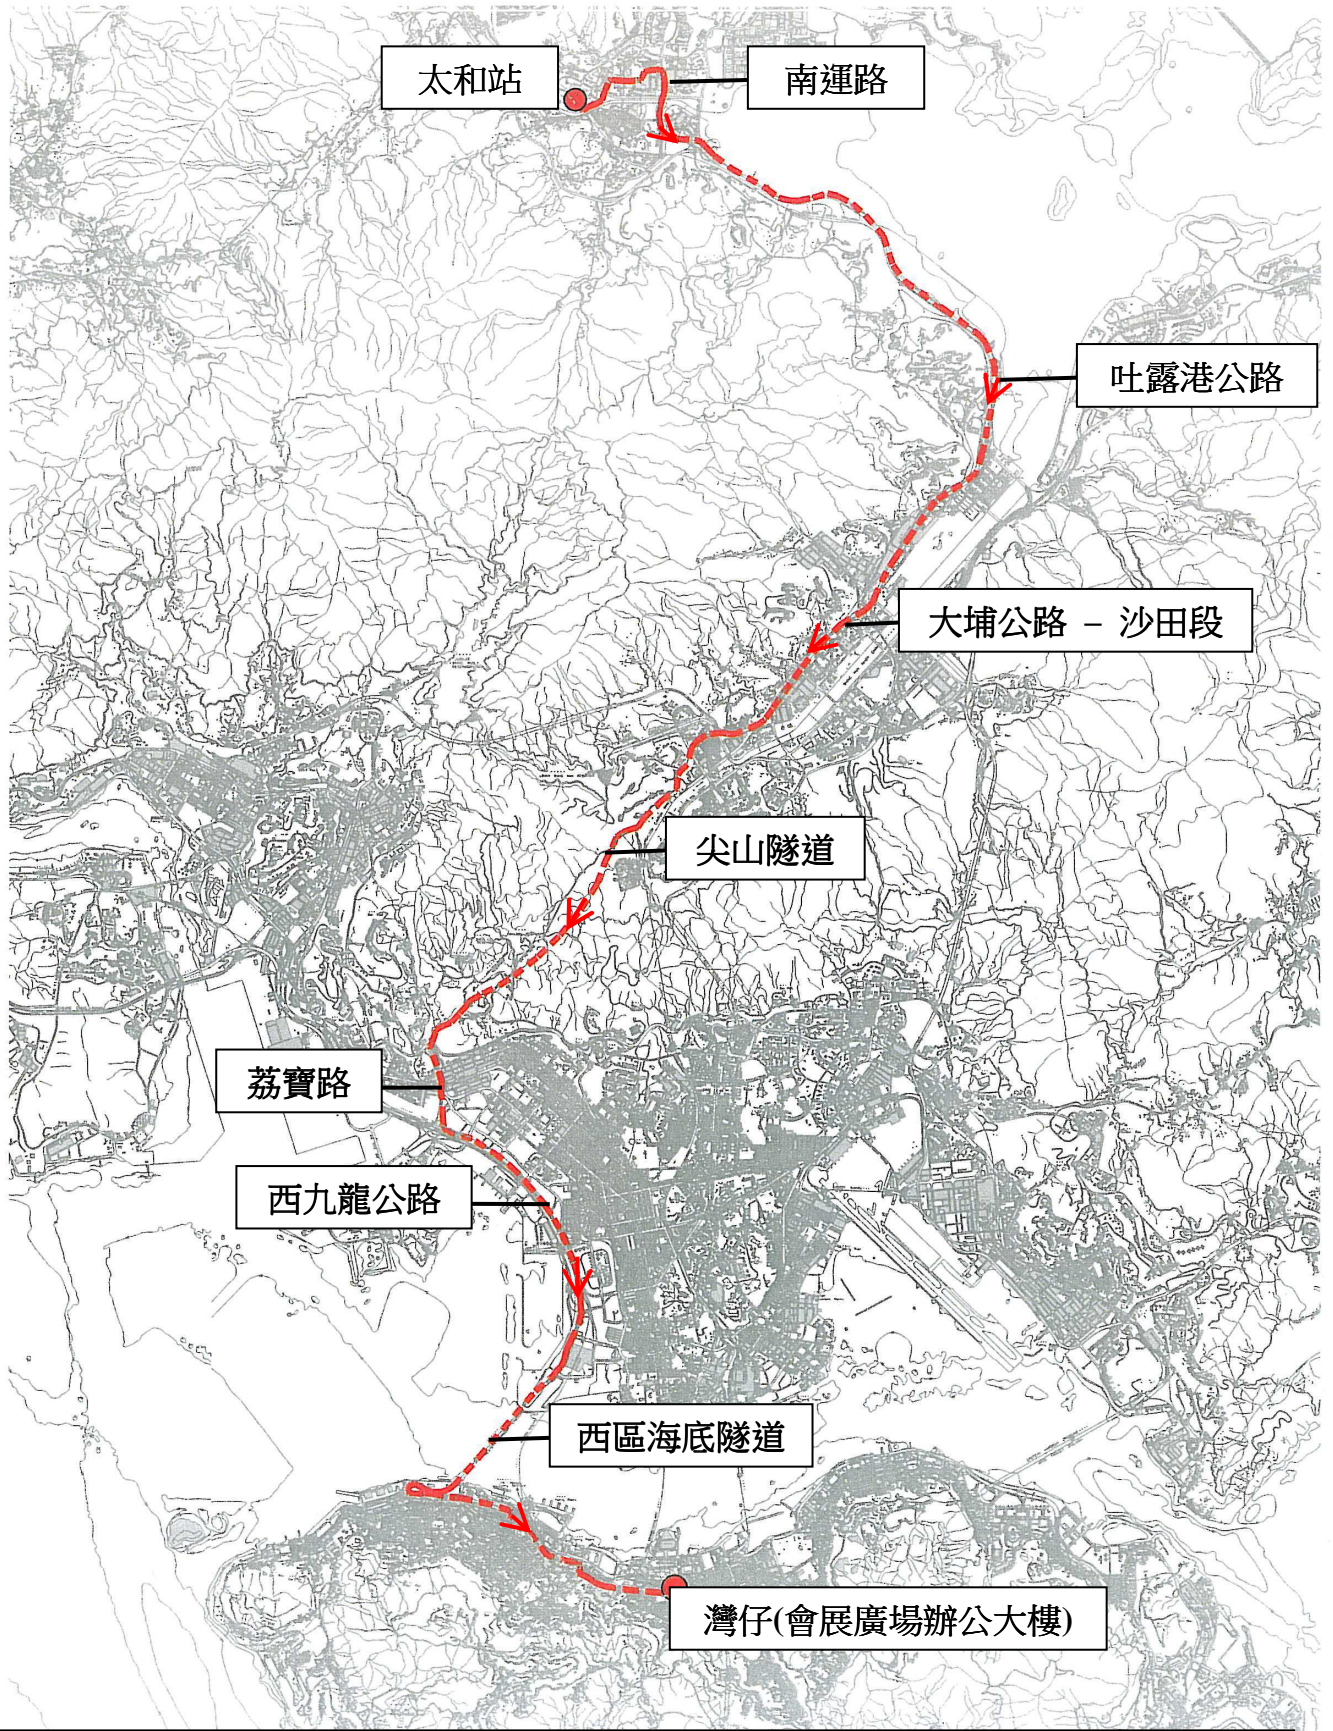 太和站
南運路
吐露港公路
大埔公路 – 沙田段
尖山隧道
荔寶路
西九龍公路
西區海底隧道
灣仔(會展廣場辦公大樓)